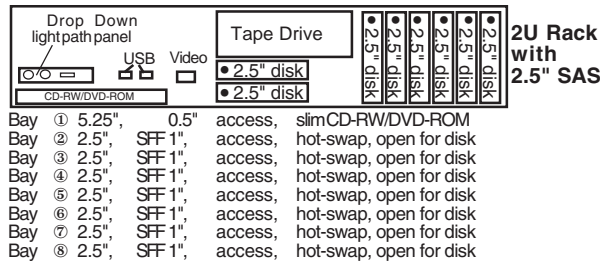 Drop Down
light path panel
USB
Video
CD-RW/DVD-ROM
Tape Drive
• 2.5" disk
• 2.5" disk
• 2.5" disk
• 2.5" disk
• 2.5" disk
• 2.5" disk
• 2.5" disk
• 2.5" disk
2U Rack
with
2.5" SAS
Bay ① 5.25", 0.5" access, slimCD-RW/DVD-ROM
Bay ② 2.5", SFF 1", access, hot-swap, open for disk
Bay ③ 2.5", SFF 1", access, hot-swap, open for disk
Bay ④ 2.5", SFF 1", access, hot-swap, open for disk
Bay ⑤ 2.5", SFF 1", access, hot-swap, open for disk
Bay ⑥ 2.5", SFF 1", access, hot-swap, open for disk
Bay ⑦ 2.5", SFF 1", access, hot-swap, open for disk
Bay ⑧ 2.5", SFF 1", access, hot-swap, open for disk